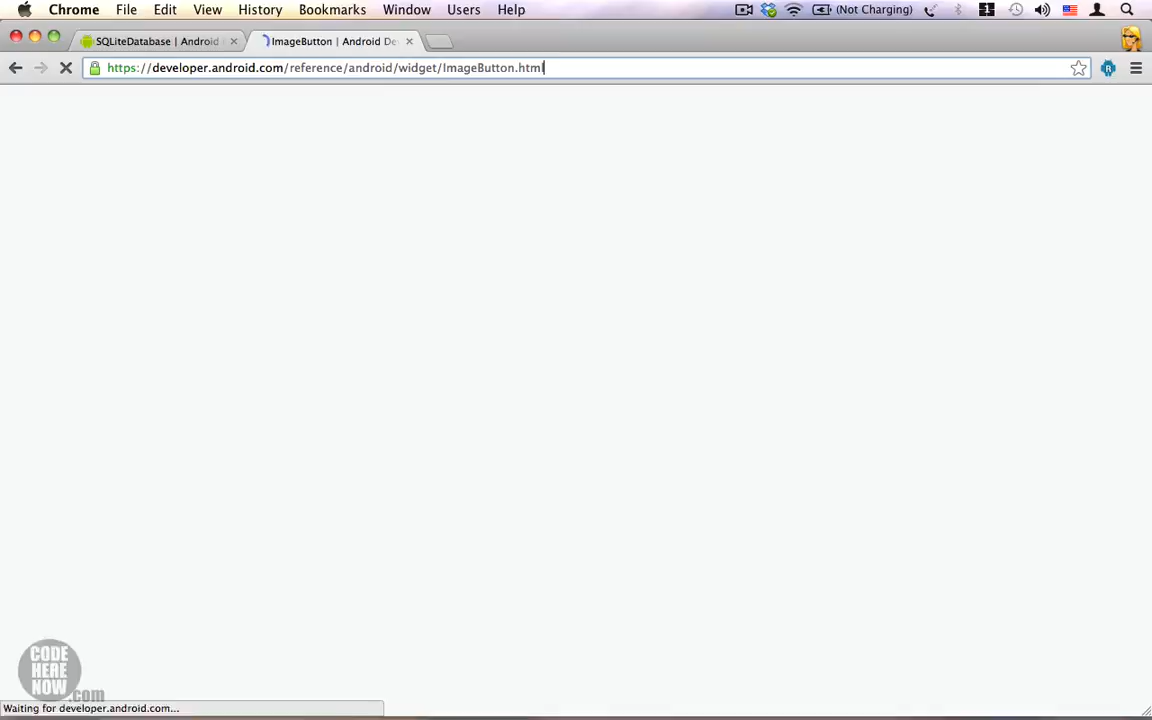 Chrome File Edit View History Bookmarks Window Users Help (Not Charging)
SQLiteDatabase | Android
ImageButton | Android De
https://developer.android.com/reference/android/widget/ImageButton.html
CODE
HERE
NOW
.com
Waiting for developer.android.com...